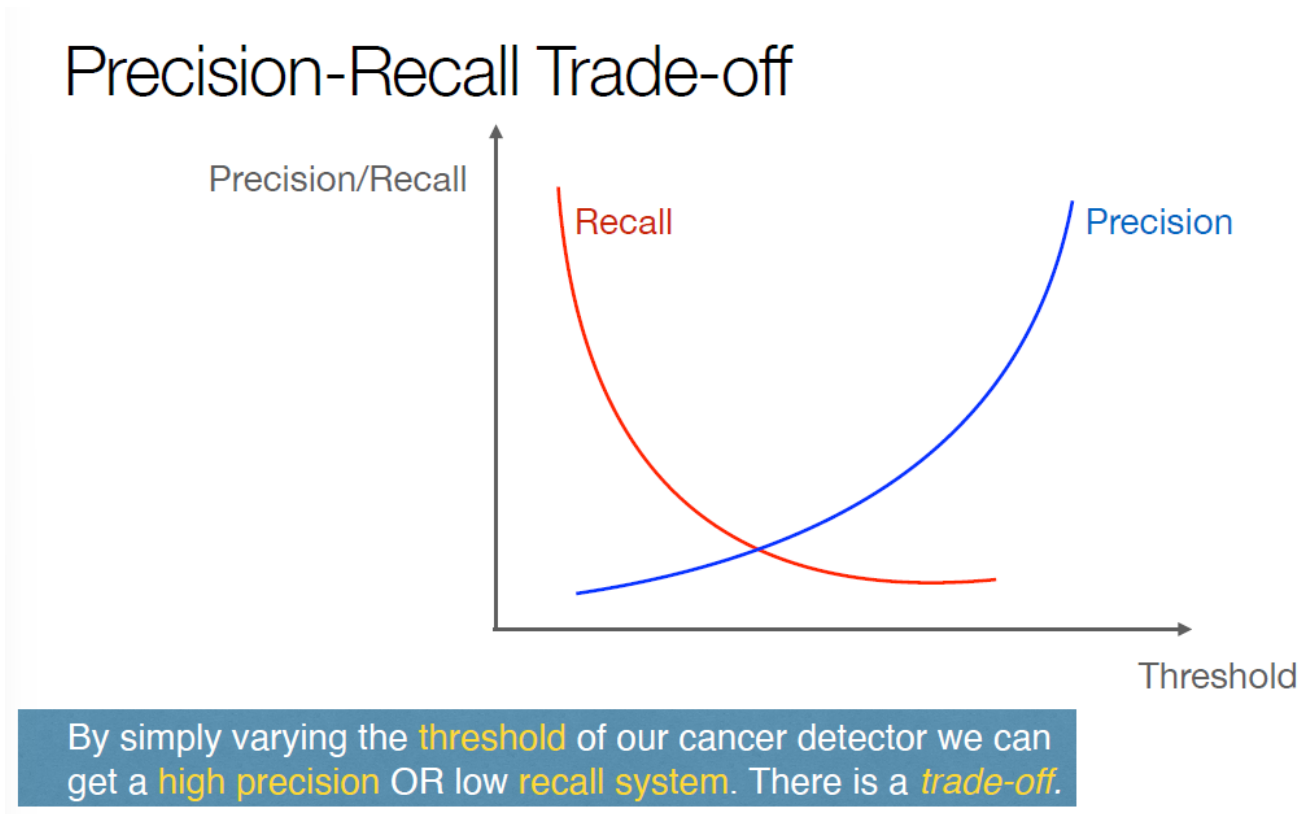 Precision-Recall Trade-off
Precision/Recall
Recall
Precision
Threshold
By simply varying the threshold of our cancer detector we can
get a high precision OR low recall system. There is a trade-off.